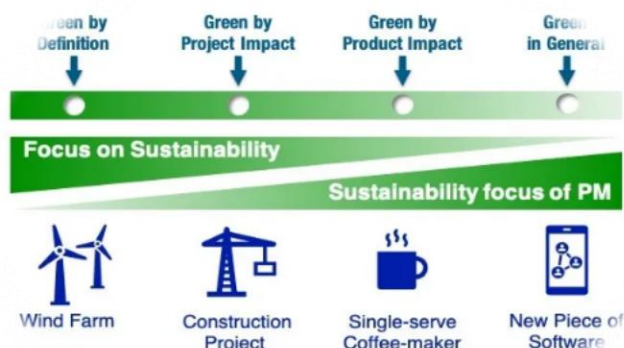 Green by
Definition
Green by
Project Impact
Green by
Product Impact
Green
in General
Focus on Sustainability
Sustainability focus of PM
Wind Farm
Construction
Project
Single-serve
Coffee-maker
New Piece of
Software